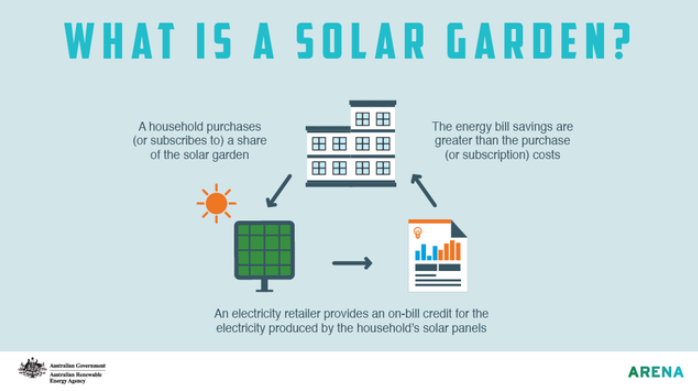 WHAT IS A SOLAR GARDEN?
A household purchases
(or subscribes to) a share
of the solar garden
The energy bill savings are
greater than the purchase
(or subscription) costs
An electricity retailer provides an on-bill credit for the
electricity produced by the household's solar panels
Australian Government
Australian Renewable
Energy Agency
ARENA